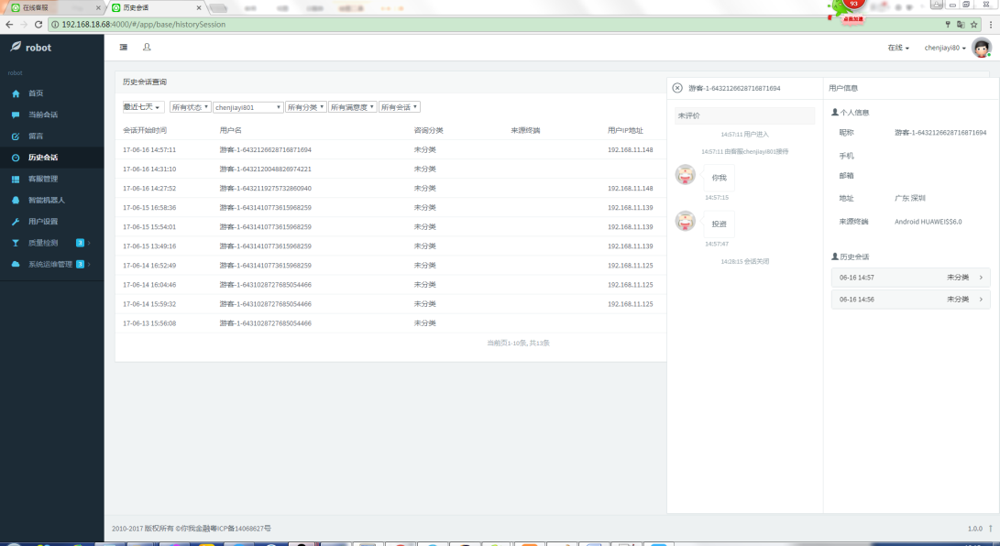 在线客服
历史会话
93
点我加速
192.168.18.68:4000/#/app/base/historySession
robot
在线
chenjiayi80
robot
首页
当前会话
留言
历史会话
客服管理
智能机器人
用户设置
质量检测 3
系统运维管理 3
历史会话查询
最近七天 所有状态 chenjiayi801 所有分类 所有满意度 所有会话
会话开始时间 用户名 咨询分类 来源终端 用户IP地址
17-06-16 14:57:11 游客-1-6432126628716871694 未分类 192.168.11.148
17-06-16 14:31:10 游客-1-6432120048826974221 未分类
17-06-16 14:27:52 游客-1-6432119275732860940 未分类 192.168.11.148
17-06-15 16:58:36 游客-1-6431410773615968259 未分类 192.168.11.139
17-06-15 15:54:01 游客-1-6431410773615968259 未分类 192.168.11.139
17-06-15 13:49:16 游客-1-6431410773615968259 未分类 192.168.11.139
17-06-14 16:52:49 游客-1-6431410773615968259 未分类 192.168.11.125
17-06-14 16:04:46 游客-1-6431028727685054466 未分类 192.168.11.125
17-06-14 15:59:32 游客-1-6431028727685054466 未分类 192.168.11.125
17-06-13 15:56:08 游客-1-6431028727685054466 未分类
当前页1-10条, 共13条
游客-1-6432126628716871694
未评价
14:57:11 用户进入
14:57:11 由客服chenjiayi801接待
你我
14:57:15
投资
14:57:47
14:28:15 会话关闭
用户信息
个人信息
昵称 游客-1-6432126628716871694
手机
邮箱
地址 广东 深圳
来源终端 Android HUAWEI$$6.0
历史会话
06-16 14:57 未分类
06-16 14:56 未分类
2010-2017 版权所有 ©你我金融粤ICP备14068627号
1.0.0